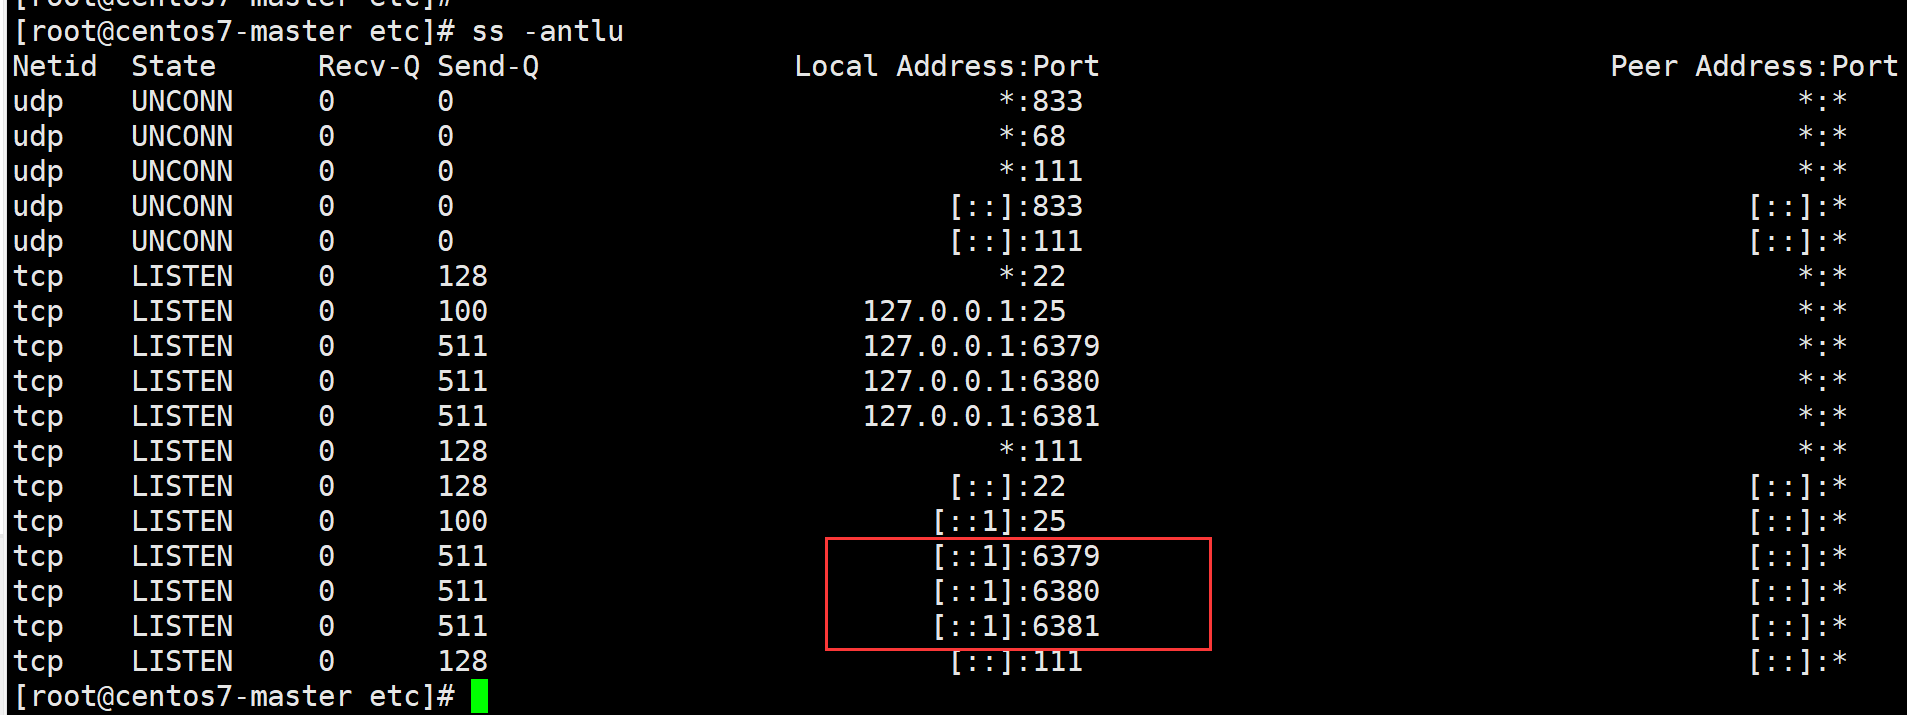 [root@centos7-master etc]#
[root@centos7-master etc]# ss -antlu
Netid State Recv-Q Send-Q Local Address:Port Peer Address:Port
udp UNCONN 0 0 *:833 *:*
udp UNCONN 0 0 *:68 *:*
udp UNCONN 0 0 *:111 *:*
udp UNCONN 0 0 [::]:833 [::]:*
udp UNCONN 0 0 [::]:111 [::]:*
tcp LISTEN 0 128 *:22 *:*
tcp LISTEN 0 100 127.0.0.1:25 *:*
tcp LISTEN 0 511 127.0.0.1:6379 *:*
tcp LISTEN 0 511 127.0.0.1:6380 *:*
tcp LISTEN 0 511 127.0.0.1:6381 *:*
tcp LISTEN 0 128 *:111 *:*
tcp LISTEN 0 128 [::]:22 [::]:*
tcp LISTEN 0 100 [::1]:25 [::]:*
tcp LISTEN 0 511 [::1]:6379 [::]:*
tcp LISTEN 0 511 [::1]:6380 [::]:*
tcp LISTEN 0 511 [::1]:6381 [::]:*
tcp LISTEN 0 128 [::]:111 [::]:*
[root@centos7-master etc]#